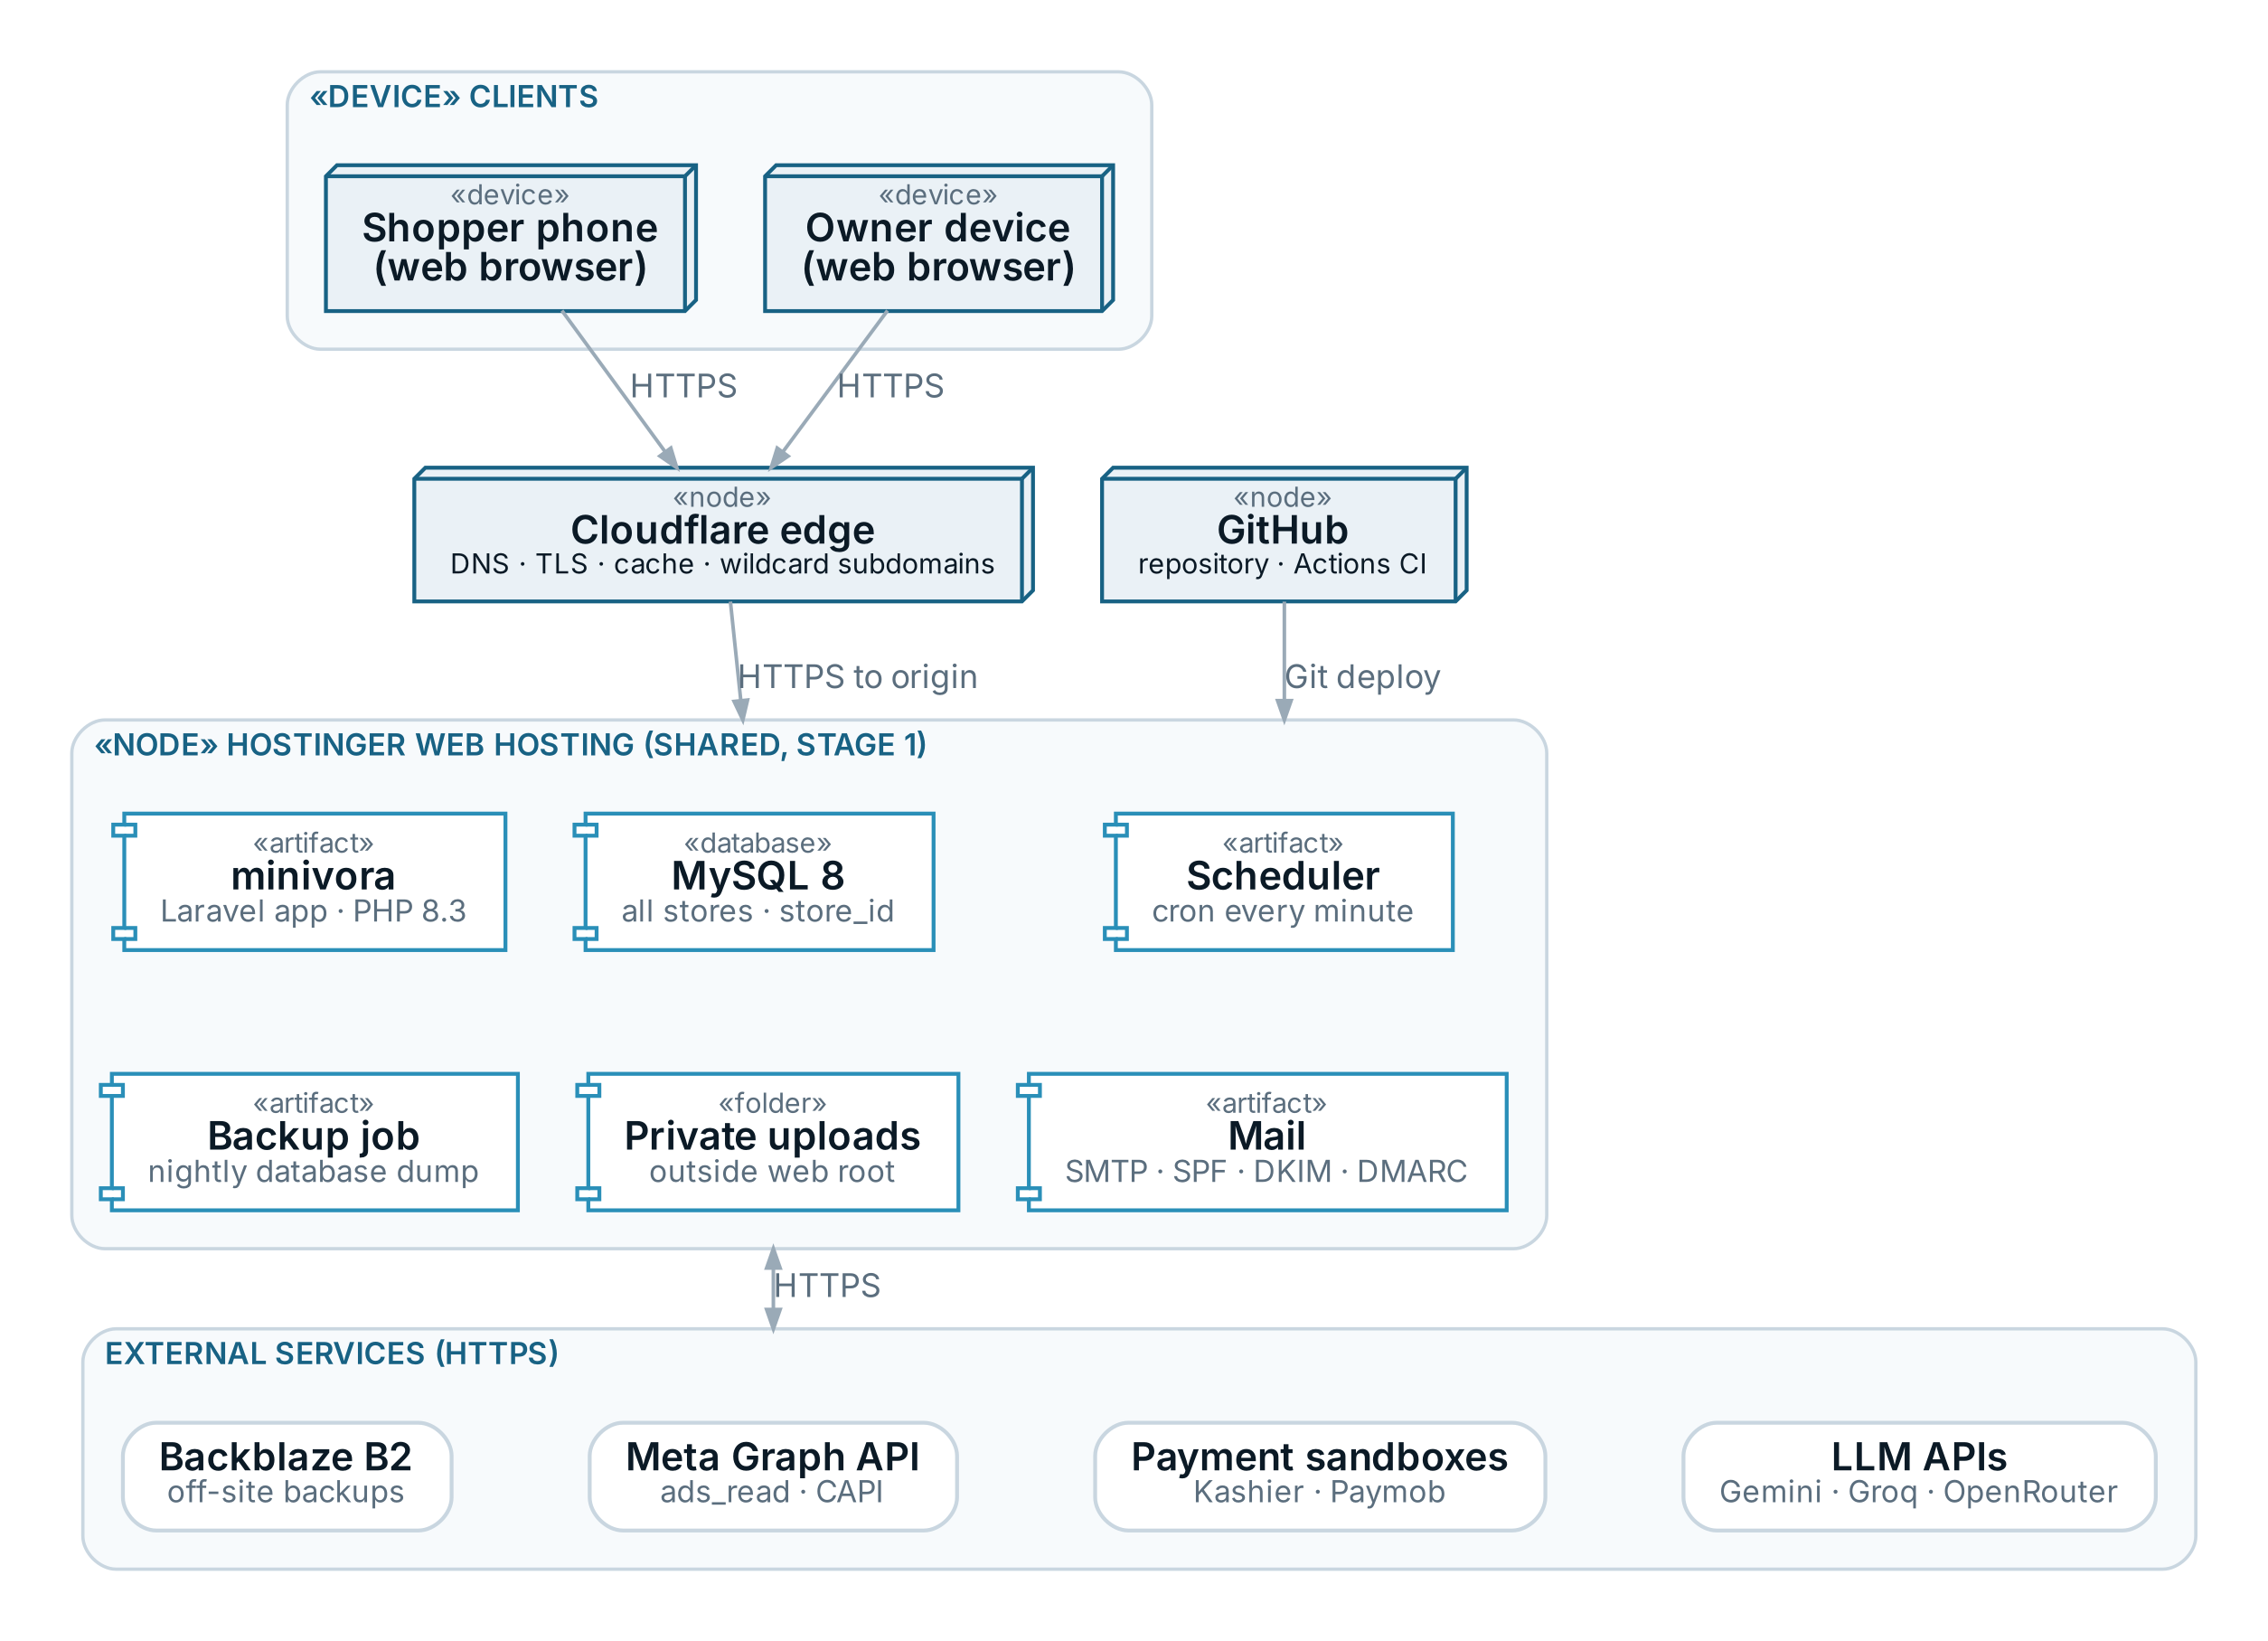 «DEVICE» CLIENTS
«device»
Shopper phone
(web browser)
«device»
Owner device
(web browser)
HTTPS
HTTPS
«node»
Cloudflare edge
DNS · TLS · cache · wildcard subdomains
«node»
GitHub
repository · Actions CI
HTTPS to origin
Git deploy
«NODE» HOSTINGER WEB HOSTING (SHARED, STAGE 1)
«artifact»
minivora
Laravel app · PHP 8.3
«database»
MySQL 8
all stores · store_id
«artifact»
Scheduler
cron every minute
«artifact»
Backup job
nightly database dump
«folder»
Private uploads
outside web root
«artifact»
Mail
SMTP · SPF · DKIM · DMARC
HTTPS
EXTERNAL SERVICES (HTTPS)
Backblaze B2
off-site backups
Meta Graph API
ads_read · CAPI
Payment sandboxes
Kashier · Paymob
LLM APIs
Gemini · Groq · OpenRouter